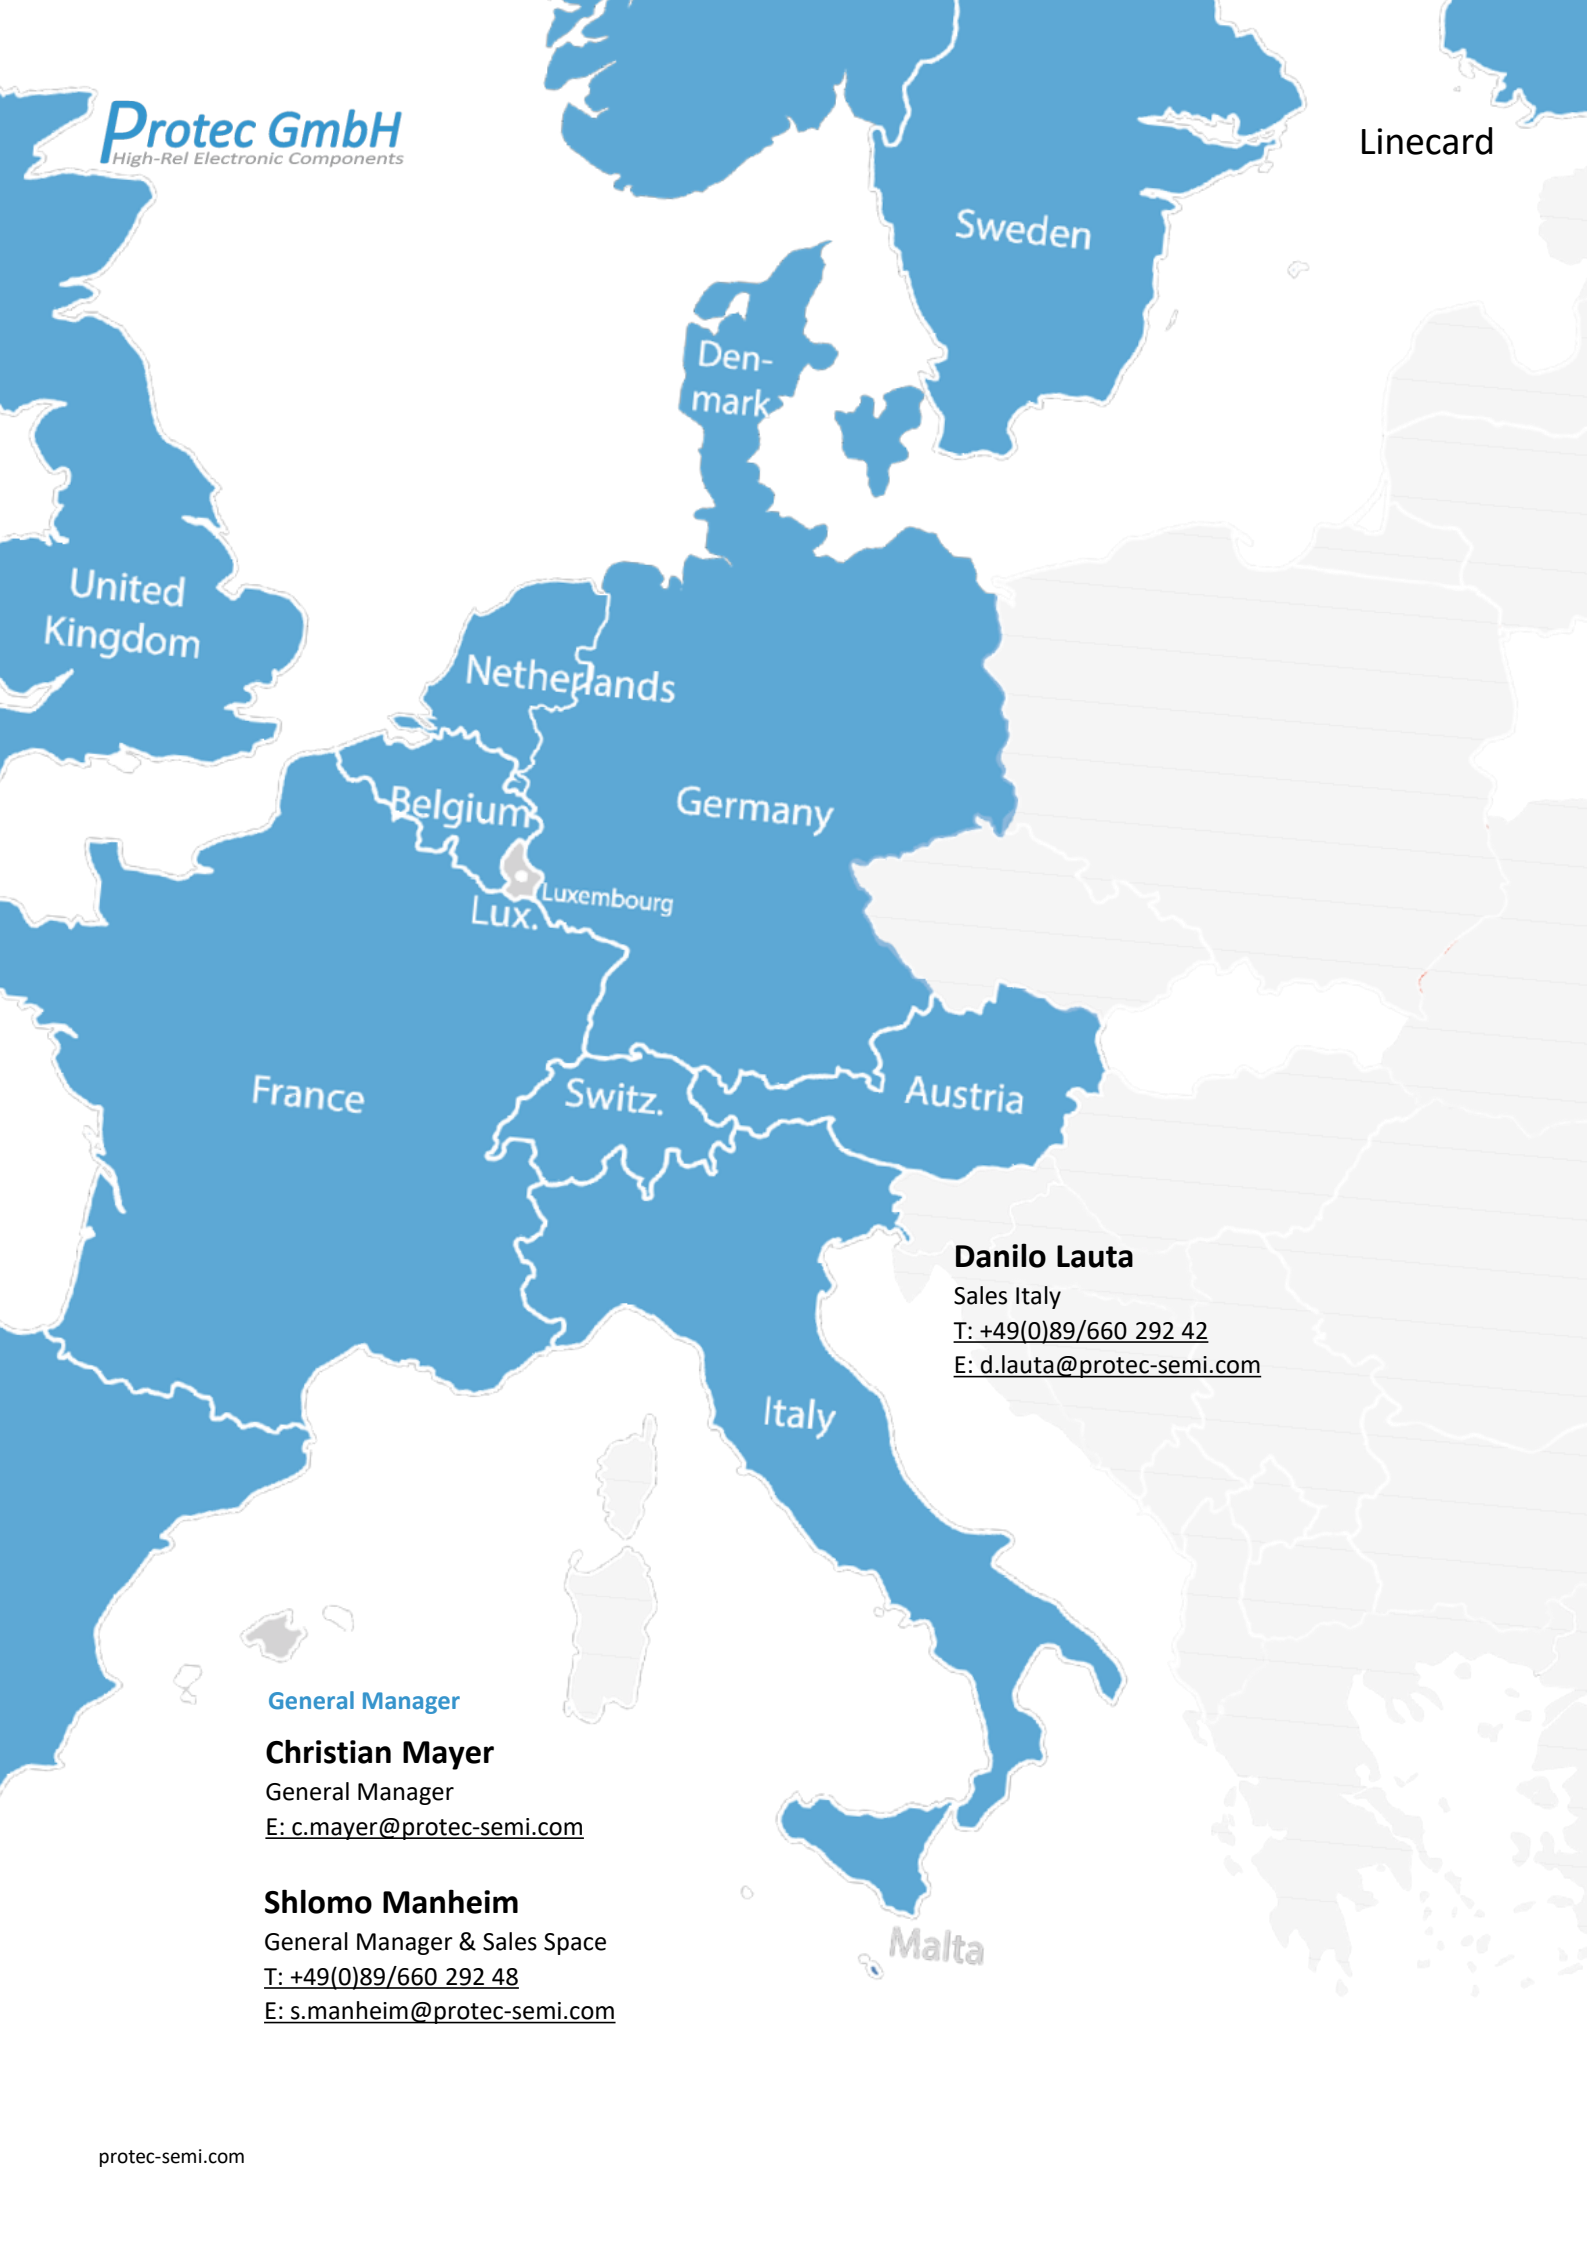 Protec GmbH
High-Rel Electronic Components
Linecard
Sweden
Den-
mark
United
Kingdom
Netherlands
Belgium
Germany
Luxembourg
Lux.
France
Switz.
Austria
Danilo Lauta
Sales Italy
T: +49(0)89/660 292 42
E: d.lauta@protec-semi.com
Italy
General Manager
Christian Mayer
General Manager
E: c.mayer@protec-semi.com
Shlomo Manheim
General Manager & Sales Space
T: +49(0)89/660 292 48
E: s.manheim@protec-semi.com
Malta
protec-semi.com